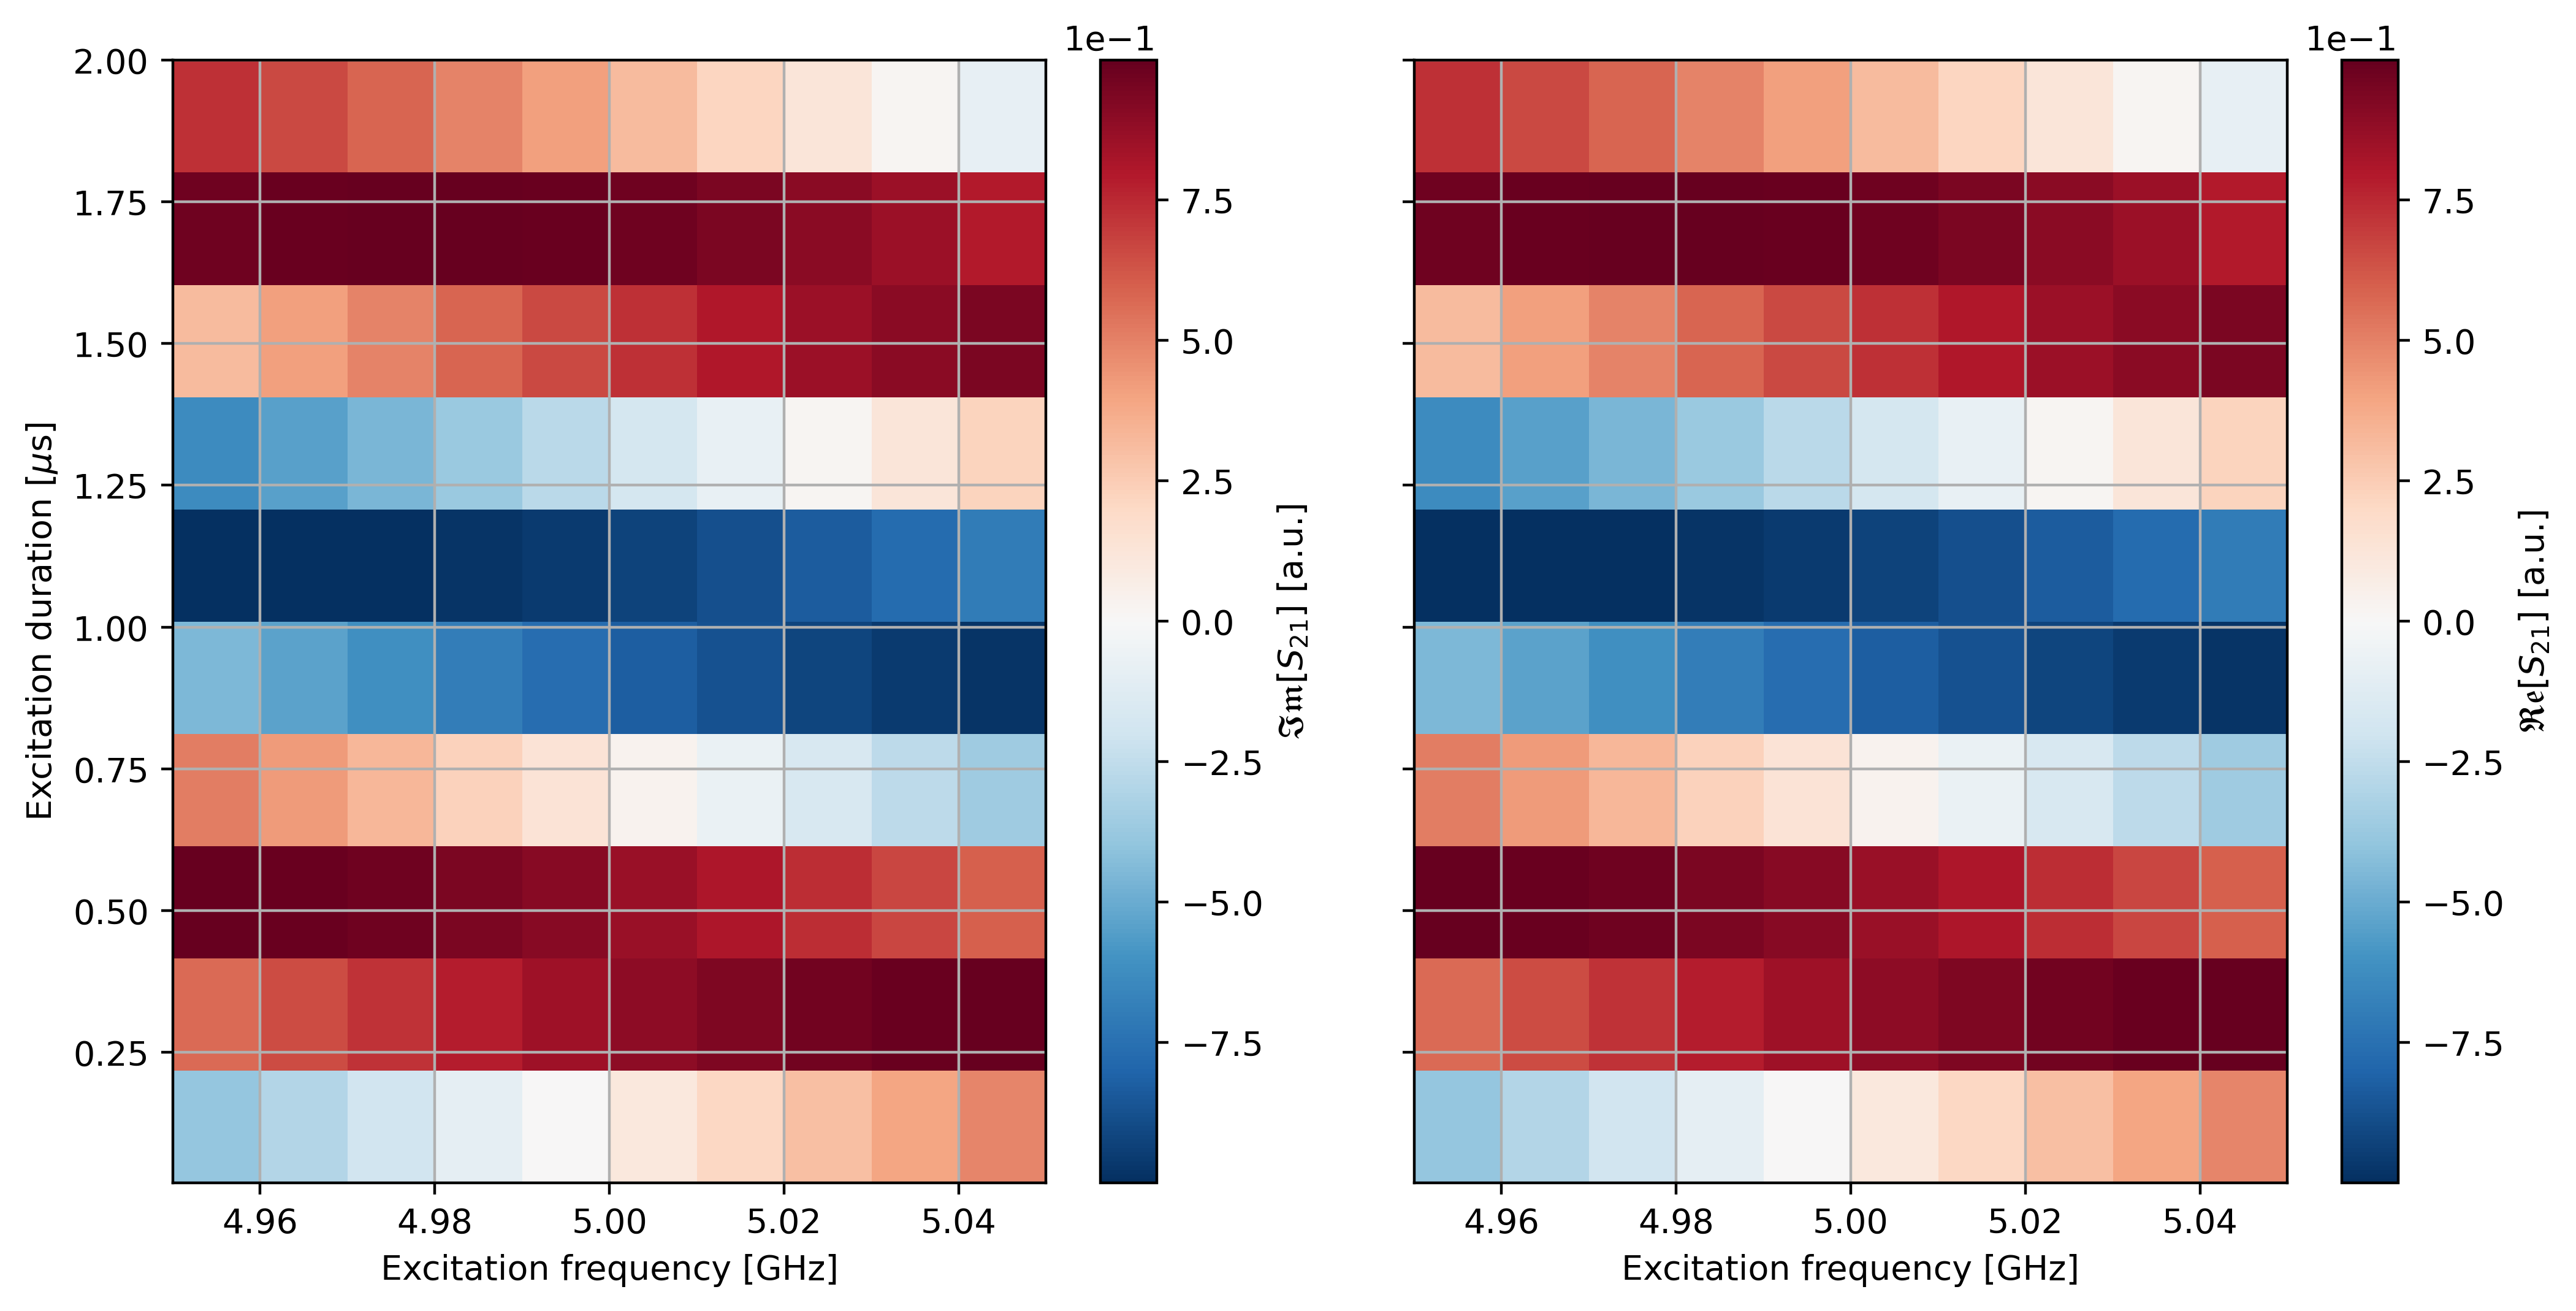 1e−1
1e−1
2.00
1.75
1.50
1.25
1.00
0.75
0.50
0.25
Excitation duration [μs]
4.96 4.98 5.00 5.02 5.04
Excitation frequency [GHz]
7.5
5.0
2.5
0.0
−2.5
−5.0
−7.5
ℑ𝔪[S₂₁] [a.u.]
4.96 4.98 5.00 5.02 5.04
Excitation frequency [GHz]
7.5
5.0
2.5
0.0
−2.5
−5.0
−7.5
ℜ𝔢[S₂₁] [a.u.]